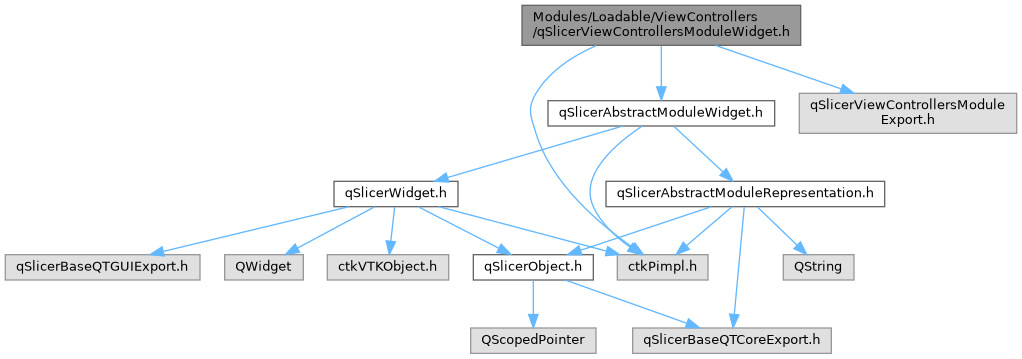 Modules/Loadable/ViewControllers
/qSlicerViewControllersModuleWidget.h
qSlicerAbstractModuleWidget.h
qSlicerViewControllersModule
Export.h
qSlicerWidget.h
qSlicerAbstractModuleRepresentation.h
qSlicerBaseQTGUIExport.h
QWidget
ctkVTKObject.h
qSlicerObject.h
ctkPimpl.h
QString
QScopedPointer
qSlicerBaseQTCoreExport.h